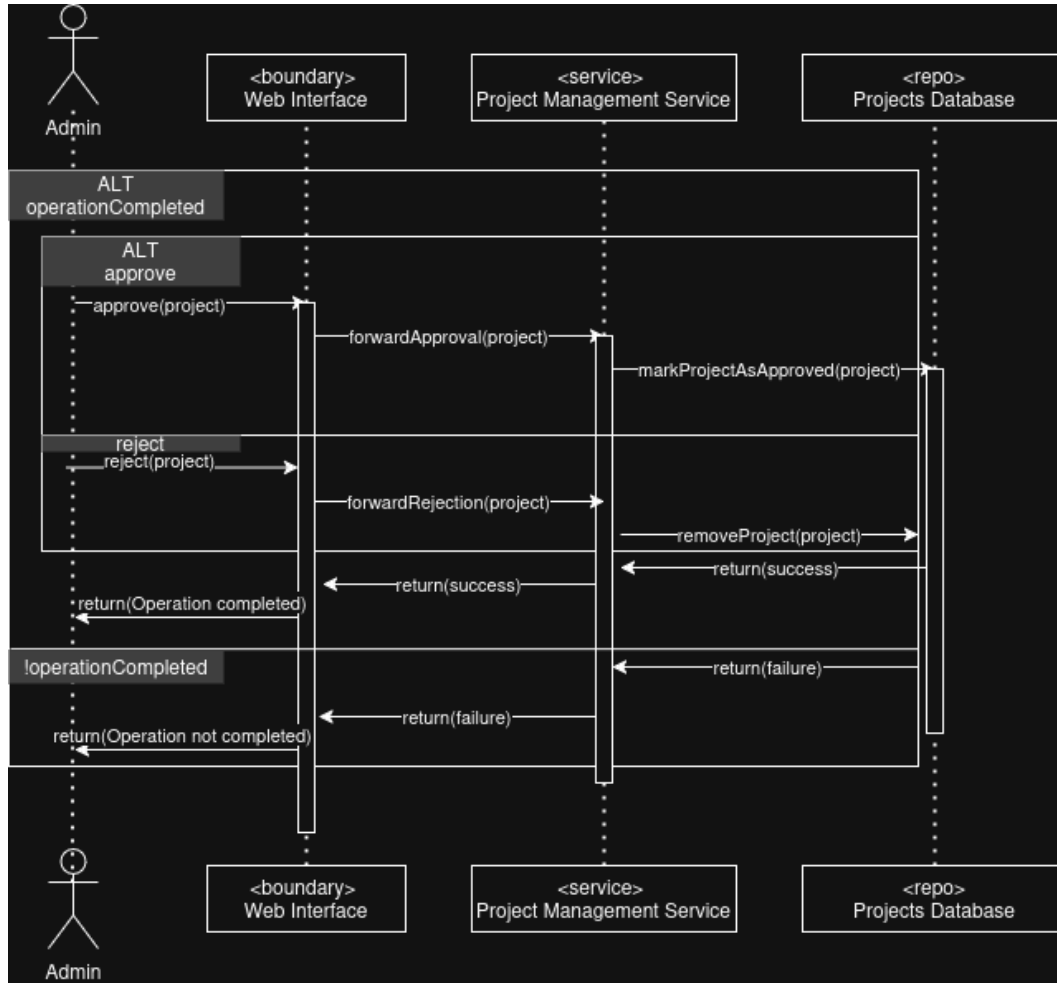 Admin
<boundary>
Web Interface
<service>
Project Management Service
<repo>
Projects Database
ALT
operationCompleted
ALT
approve
approve(project)
forwardApproval(project)
markProjectAsApproved(project)
reject
reject(project)
forwardRejection(project)
removeProject(project)
return(success)
return(success)
return(Operation completed)
!operationCompleted
return(failure)
return(failure)
return(Operation not completed)
<boundary>
Web Interface
<service>
Project Management Service
<repo>
Projects Database
Admin